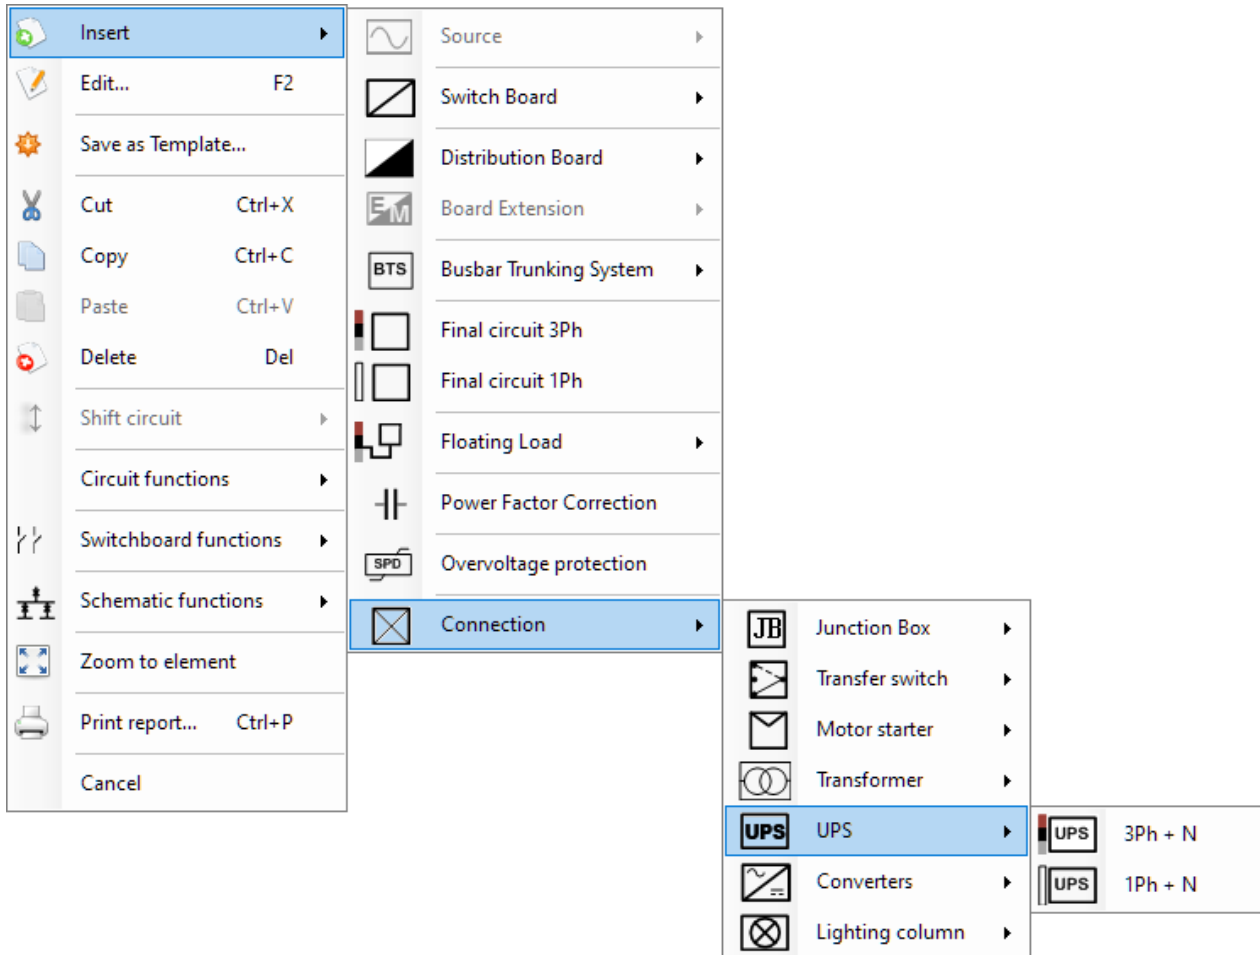 Insert
Edit... F2
Save as Template...
Cut Ctrl+X
Copy Ctrl+C
Paste Ctrl+V
Delete Del
Shift circuit
Circuit functions
Switchboard functions
Schematic functions
Zoom to element
Print report... Ctrl+P
Cancel
Source
Switch Board
Distribution Board
EM Board Extension
BTS Busbar Trunking System
Final circuit 3Ph
Final circuit 1Ph
Floating Load
Power Factor Correction
SPD Overvoltage protection
Connection
JB Junction Box
Transfer switch
Motor starter
Transformer
UPS UPS
Converters
Lighting column
UPS 3Ph + N
UPS 1Ph + N